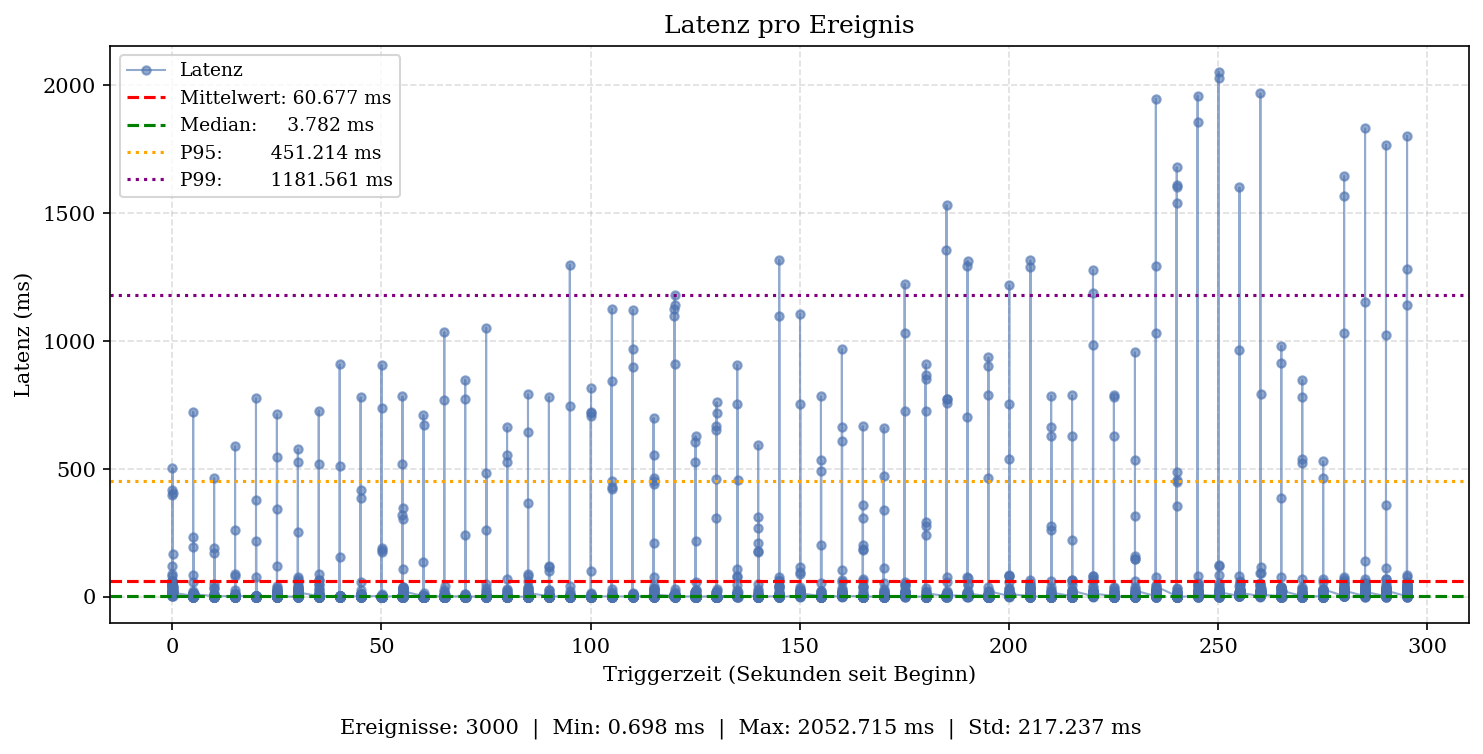 Latenz pro Ereignis
Latenz
Mittelwert: 60.677 ms
Median: 3.782 ms
P95: 451.214 ms
P99: 1181.561 ms
Latenz (ms)
2000
1500
1000
500
0
0 50 100 150 200 250 300
Triggerzeit (Sekunden seit Beginn)
Ereignisse: 3000 | Min: 0.698 ms | Max: 2052.715 ms | Std: 217.237 ms